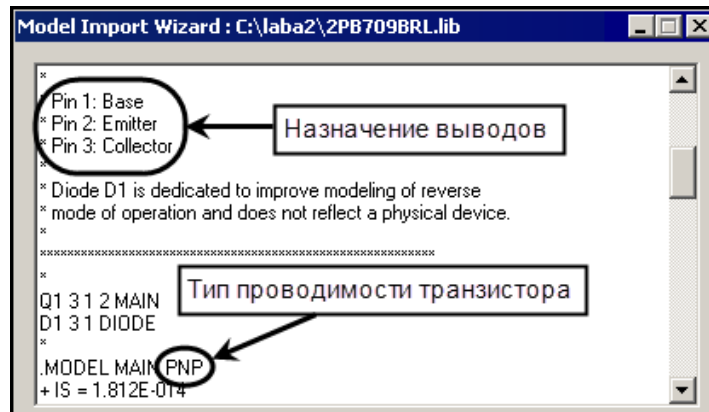 Model Import Wizard : C:\laba2\2PB709BRL.lib
*
* Pin 1: Base
* Pin 2: Emitter
* Pin 3: Collector
*
Назначение выводов
* Diode D1 is dedicated to improve modeling of reverse
* mode of operation and does not reflect a physical device.
*
**********************************************************
*
Тип проводимости транзистора
Q1 3 1 2 MAIN
D1 3 1 DIODE
*
.MODEL MAIN PNP
+ IS = 1.812E-014